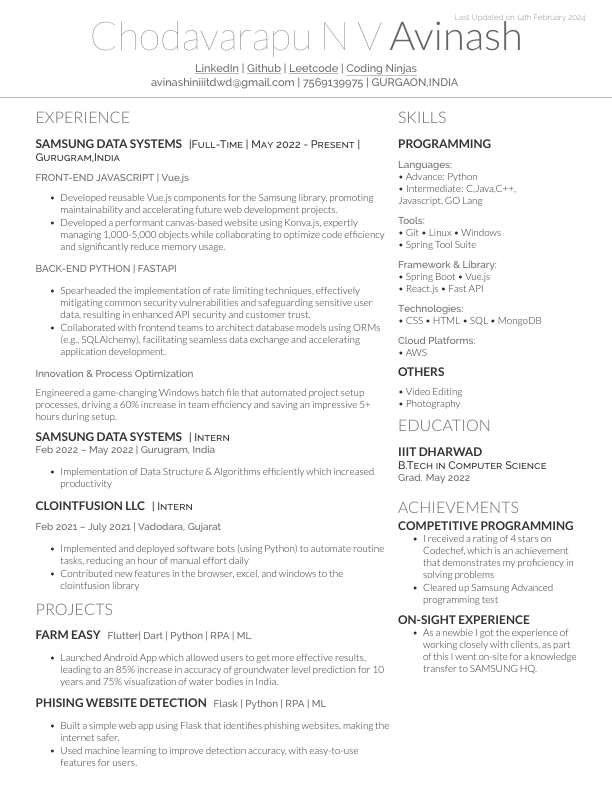 Last Updated on 14th February 2024
Chodavarapu N V Avinash
LinkedIn | Github | Leetcode | Coding Ninjas
avinashiniiitdwd@gmail.com | 7569139975 | GURGAON,INDIA
EXPERIENCE
SAMSUNG DATA SYSTEMS |Full-Time | May 2022 - Present |
Gurugram,India
FRONT-END JAVASCRIPT | Vue.js
• Developed reusable Vue.js components for the Samsung library, promoting
maintainability and accelerating future web development projects.
• Developed a performant canvas-based website using Konva.js, expertly
managing 1,000-5,000 objects while collaborating to optimize code efficiency
and significantly reduce memory usage.
BACK-END PYTHON | FASTAPI
• Spearheaded the implementation of rate limiting techniques, effectively
mitigating common security vulnerabilities and safeguarding sensitive user
data, resulting in enhanced API security and customer trust.
• Collaborated with frontend teams to architect database models using ORMs
(e.g., SQLAlchemy), facilitating seamless data exchange and accelerating
application development.
Innovation & Process Optimization
Engineered a game-changing Windows batch file that automated project setup
processes, driving a 60% increase in team efficiency and saving an impressive 5+
hours during setup.
SAMSUNG DATA SYSTEMS | Intern
Feb 2022 – May 2022 | Gurugram, India
• Implementation of Data Structure & Algorithms efficiently which increased
productivity
CLOINTFUSION LLC | Intern
Feb 2021 – July 2021 | Vadodara, Gujarat
• Implemented and deployed software bots (using Python) to automate routine
tasks, reducing an hour of manual effort daily
• Contributed new features in the browser, excel, and windows to the
clointfusion library
PROJECTS
FARM EASY Flutter| Dart | Python | RPA | ML
• Launched Android App which allowed users to get more effective results,
leading to an 85% increase in accuracy of groundwater level prediction for 10
years and 75% visualization of water bodies in India.
PHISING WEBSITE DETECTION Flask | Python | RPA | ML
• Built a simple web app using Flask that identifies phishing websites, making the
internet safer.
• Used machine learning to improve detection accuracy, with easy-to-use
features for users.
SKILLS
PROGRAMMING
Languages:
• Advance: Python
• Intermediate: C,Java,C++,
Javascript, GO Lang
Tools:
• Git • Linux • Windows
• Spring Tool Suite
Framework & Library:
• Spring Boot • Vue.js
• React.js • Fast API
Technologies:
• CSS • HTML • SQL • MongoDB
Cloud Platforms:
• AWS
OTHERS
• Video Editing
• Photography
EDUCATION
IIIT DHARWAD
B.Tech in Computer Science
Grad. May 2022
ACHIEVEMENTS
COMPETITIVE PROGRAMMING
• I received a rating of 4 stars on
Codechef, which is an achievement
that demonstrates my proficiency in
solving problems
• Cleared up Samsung Advanced
programming test
ON-SIGHT EXPERIENCE
• As a newbie I got the experience of
working closely with clients, as part
of this I went on-site for a knowledge
transfer to SAMSUNG HQ.